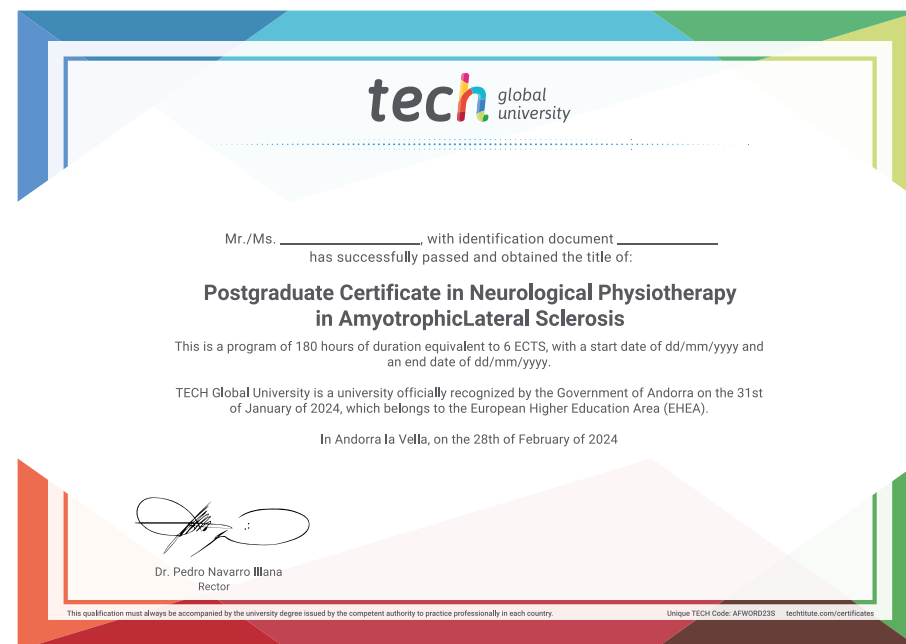 tech global university
Mr./Ms. ____________________, with identification document ______________
has successfully passed and obtained the title of:
Postgraduate Certificate in Neurological Physiotherapy
in AmyotrophicLateral Sclerosis
This is a program of 180 hours of duration equivalent to 6 ECTS, with a start date of dd/mm/yyyy and
an end date of dd/mm/yyyy.
TECH Global University is a university officially recognized by the Government of Andorra on the 31st
of January of 2024, which belongs to the European Higher Education Area (EHEA).
In Andorra la Vella, on the 28th of February of 2024
Dr. Pedro Navarro Illana
Rector
This qualification must always be accompanied by the university degree issued by the competent authority to practice professionally in each country. Unique TECH Code: AFWORD23S techtitute.com/certificates